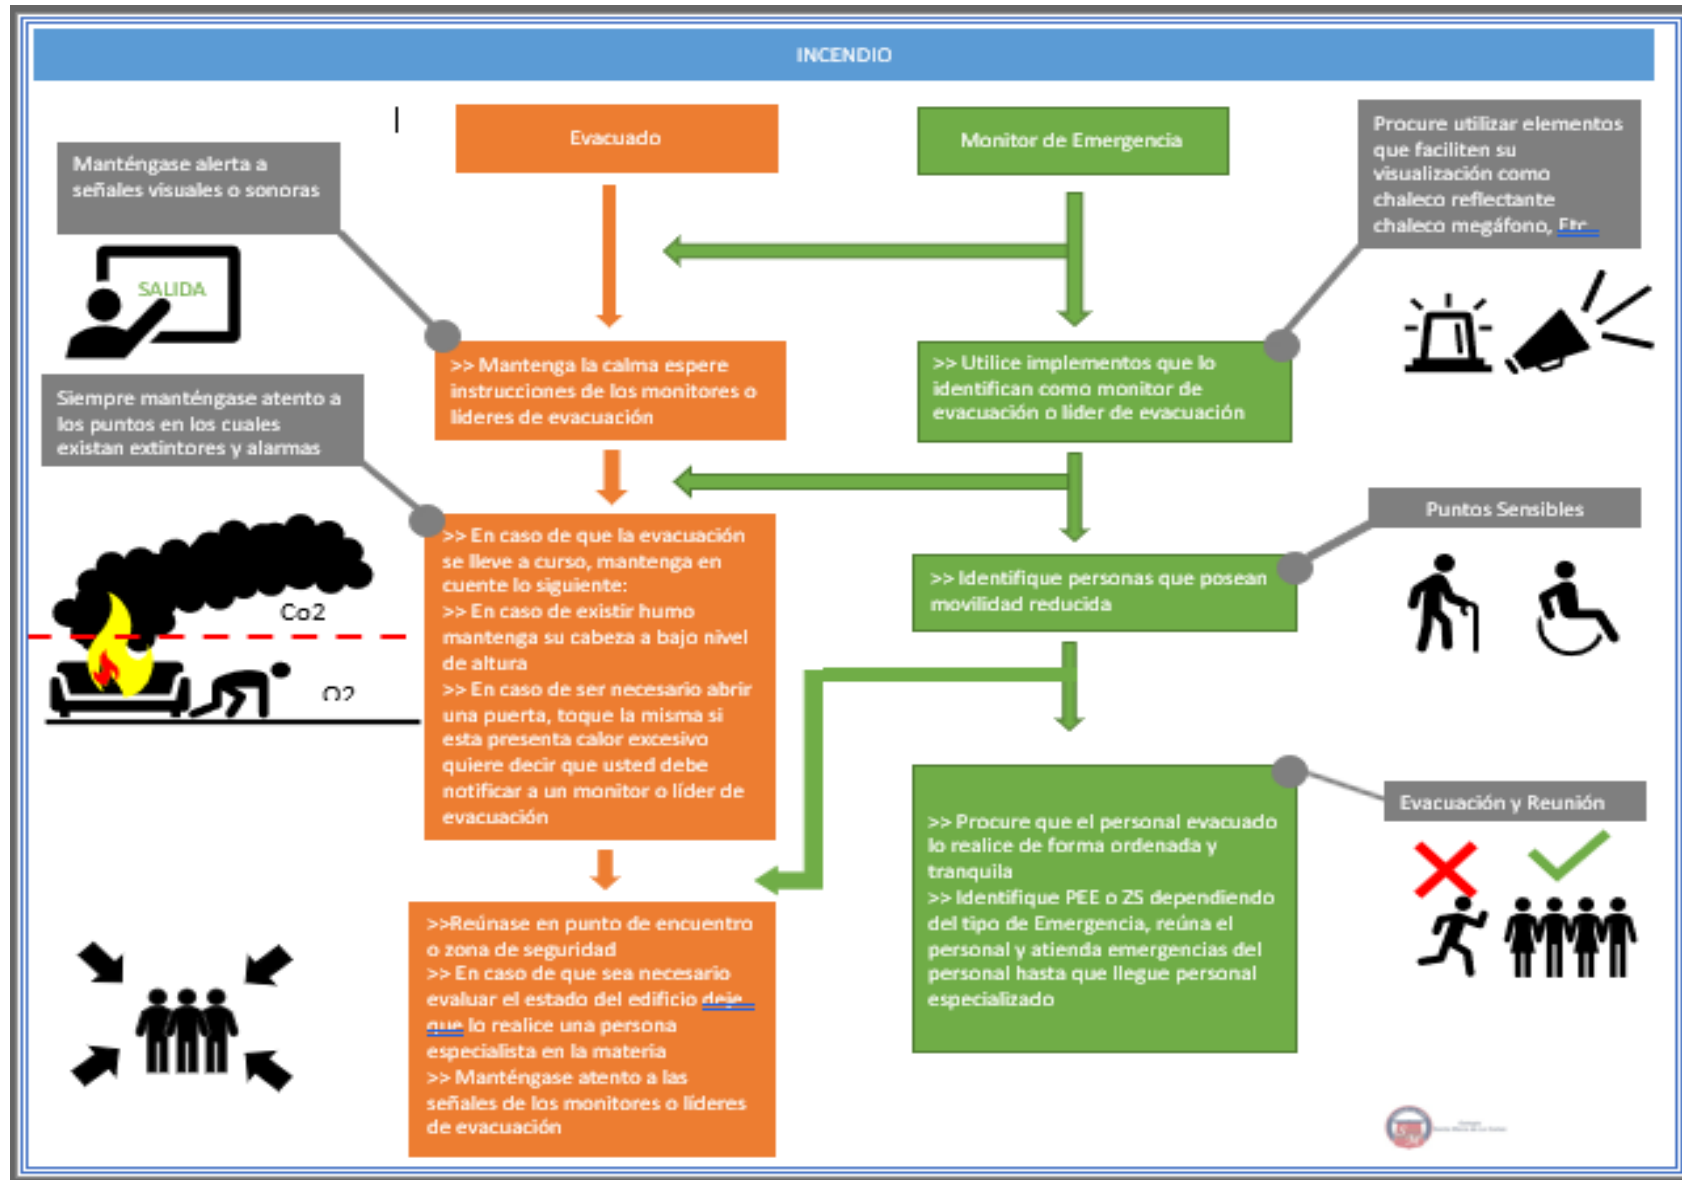 INCENDIO
Manténgase alerta a
señales visuales o sonoras
SALIDA
Siempre manténgase atento a
los puntos en los cuales
existan extintores y alarmas
Co2
O2
Evacuado
>> Mantenga la calma espere
instrucciones de los monitores o
líderes de evacuación
>> En caso de que la evacuación
se lleve a curso, mantenga en
cuente lo siguiente:
>> En caso de existir humo
mantenga su cabeza a bajo nivel
de altura
>> En caso de ser necesario abrir
una puerta, toque la misma si
esta presenta calor excesivo
quiere decir que usted debe
notificar a un monitor o líder de
evacuación
>>Reúnase en punto de encuentro
o zona de seguridad
>> En caso de que sea necesario
evaluar el estado del edificio deje
que lo realice una persona
especialista en la materia
>> Manténgase atento a las
señales de los monitores o líderes
de evacuación
Monitor de Emergencia
>> Utilice implementos que lo
identifican como monitor de
evacuación o líder de evacuación
>> Identifique personas que posean
movilidad reducida
>> Procure que el personal evacuado
lo realice de forma ordenada y
tranquila
>> Identifique PEE o ZS dependiendo
del tipo de Emergencia, reúna el
personal y atienda emergencias del
personal hasta que llegue personal
especializado
Procure utilizar elementos
que faciliten su
visualización como
chaleco reflectante
chaleco megáfono, Etc
Puntos Sensibles
Evacuación y Reunión